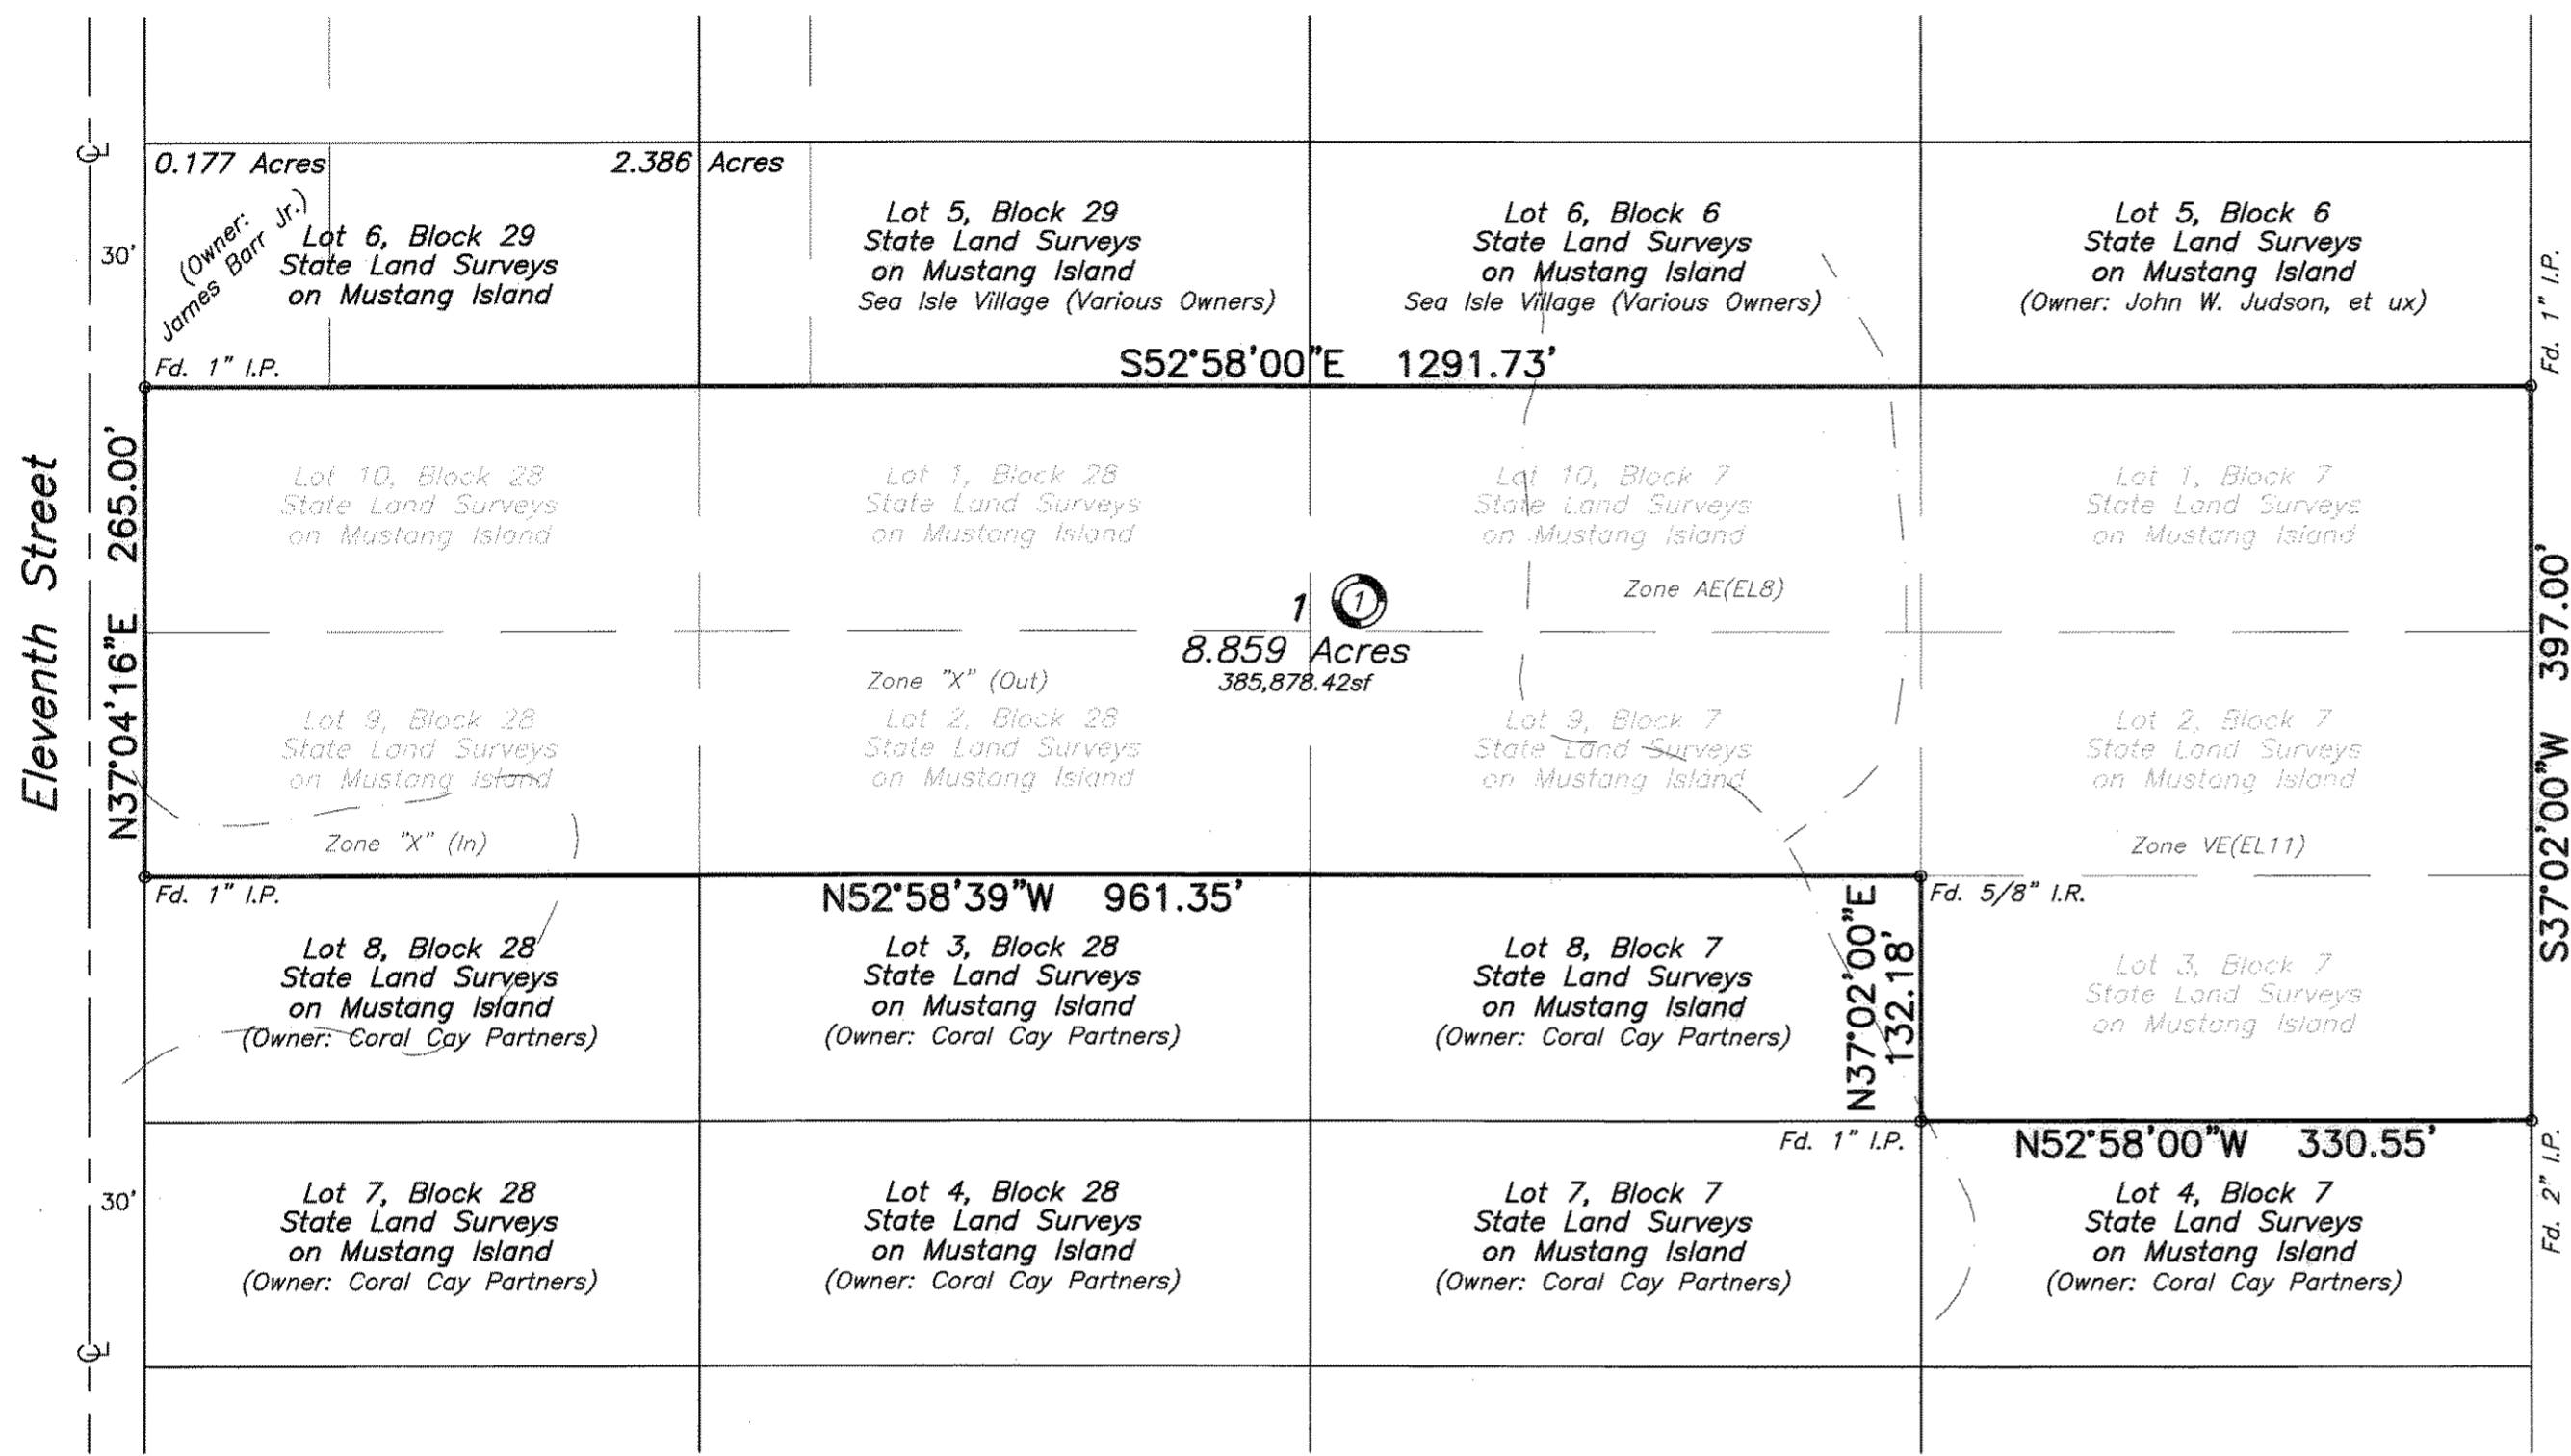 0.177 Acres
2.386 Acres
(Owner:
James Barr Jr.)
Lot 6, Block 29
State Land Surveys
on Mustang Island
Lot 5, Block 29
State Land Surveys
on Mustang Island
Sea Isle Village (Various Owners)
Lot 6, Block 6
State Land Surveys
on Mustang Island
Sea Isle Village (Various Owners)
Lot 5, Block 6
State Land Surveys
on Mustang Island
(Owner: John W. Judson, et ux)
30'
Fd. 1" I.P.
S52°58'00"E 1291.73'
Fd. 1" I.P.
Eleventh Street
N37°04'16"E 265.00'
Lot 10, Block 28
State Land Surveys
on Mustang Island
Lot 1, Block 28
State Land Surveys
on Mustang Island
Lot 10, Block 7
State Land Surveys
on Mustang Island
Lot 1, Block 7
State Land Surveys
on Mustang Island
Zone AE(EL8)
1 1
8.859 Acres
385,878.42sf
Zone "X" (Out)
Lot 9, Block 28
State Land Surveys
on Mustang Island
Lot 2, Block 28
State Land Surveys
on Mustang Island
Lot 9, Block 7
State Land Surveys
on Mustang Island
Lot 2, Block 7
State Land Surveys
on Mustang Island
Zone "X" (In)
Zone VE(EL11)
S37°02'00"W 397.00'
Fd. 1" I.P.
N52°58'39"W 961.35'
Fd. 5/8" I.R.
Lot 8, Block 28
State Land Surveys
on Mustang Island
(Owner: Coral Cay Partners)
Lot 3, Block 28
State Land Surveys
on Mustang Island
(Owner: Coral Cay Partners)
Lot 8, Block 7
State Land Surveys
on Mustang Island
(Owner: Coral Cay Partners)
N37°02'00"E
132.18'
Lot 3, Block 7
State Land Surveys
on Mustang Island
Fd. 1" I.P.
N52°58'00"W 330.55'
Fd. 2" I.P.
30'
Lot 7, Block 28
State Land Surveys
on Mustang Island
(Owner: Coral Cay Partners)
Lot 4, Block 28
State Land Surveys
on Mustang Island
(Owner: Coral Cay Partners)
Lot 7, Block 7
State Land Surveys
on Mustang Island
(Owner: Coral Cay Partners)
Lot 4, Block 7
State Land Surveys
on Mustang Island
(Owner: Coral Cay Partners)